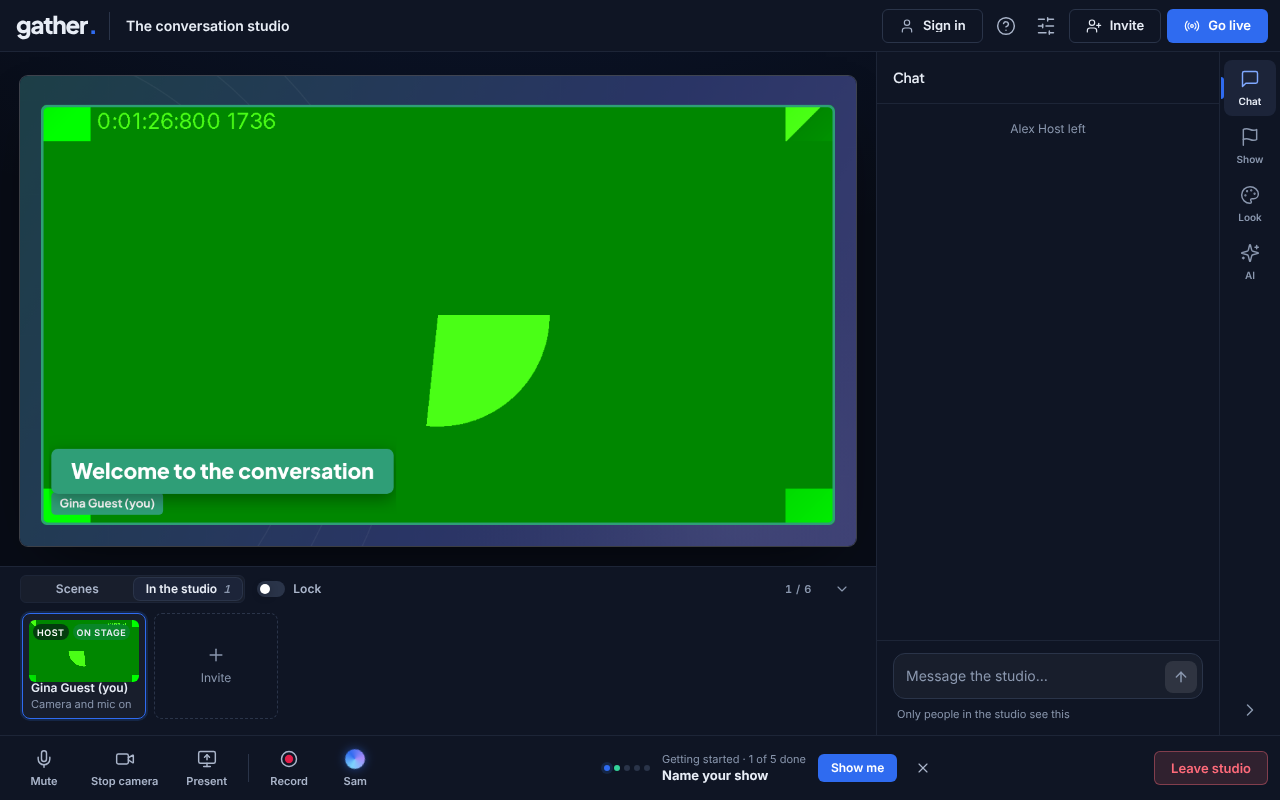 gather.
The conversation studio
Sign in
Invite
Go live
0:01:26:800 1736
Welcome to the conversation
Gina Guest (you)
Chat
Alex Host left
Chat
Show
Look
AI
Scenes
In the studio 1
Lock
1 / 6
HOST
ON STAGE
Gina Guest (you)
Camera and mic on
Invite
Message the studio...
Only people in the studio see this
Mute
Stop camera
Present
Record
Sam
Getting started · 1 of 5 done
Name your show
Show me
Leave studio